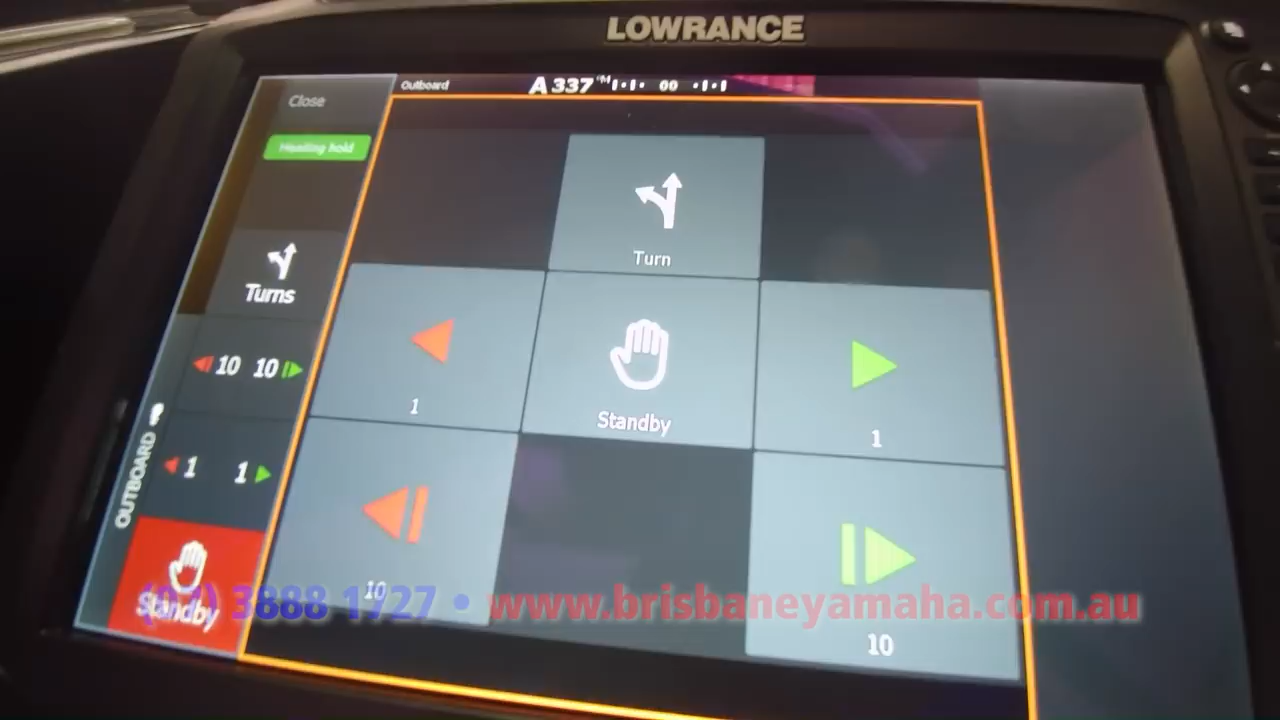 LOWRANCE
Close
Outboard
A 337 °M 00
Heading hold
Turn
Turns
10 10
1
Standby
1
OUTBOARD
1 1
Standby
10
10
(07) 3888 1727 • www.brisbaneyamaha.com.au